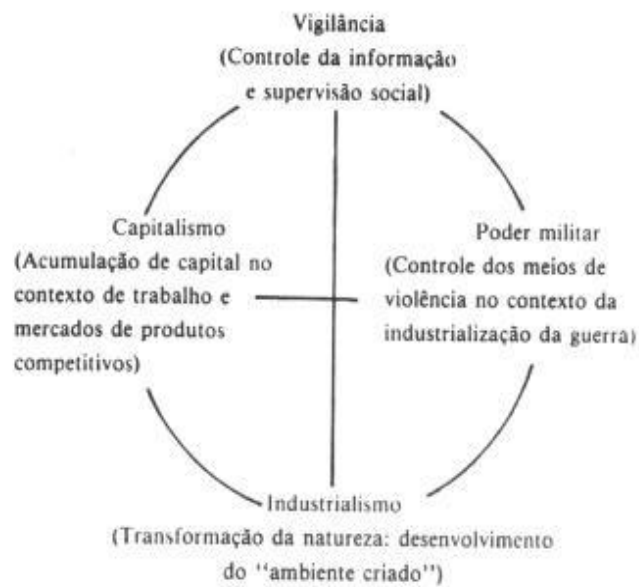 Vigilância
(Controle da informação
e supervisão social)
Capitalismo
(Acumulação de capital no
contexto de trabalho e
mercados de produtos
competitivos)
Poder militar
(Controle dos meios de
violência no contexto da
industrialização da guerra)
Industrialismo
(Transformação da natureza: desenvolvimento
do "ambiente criado")